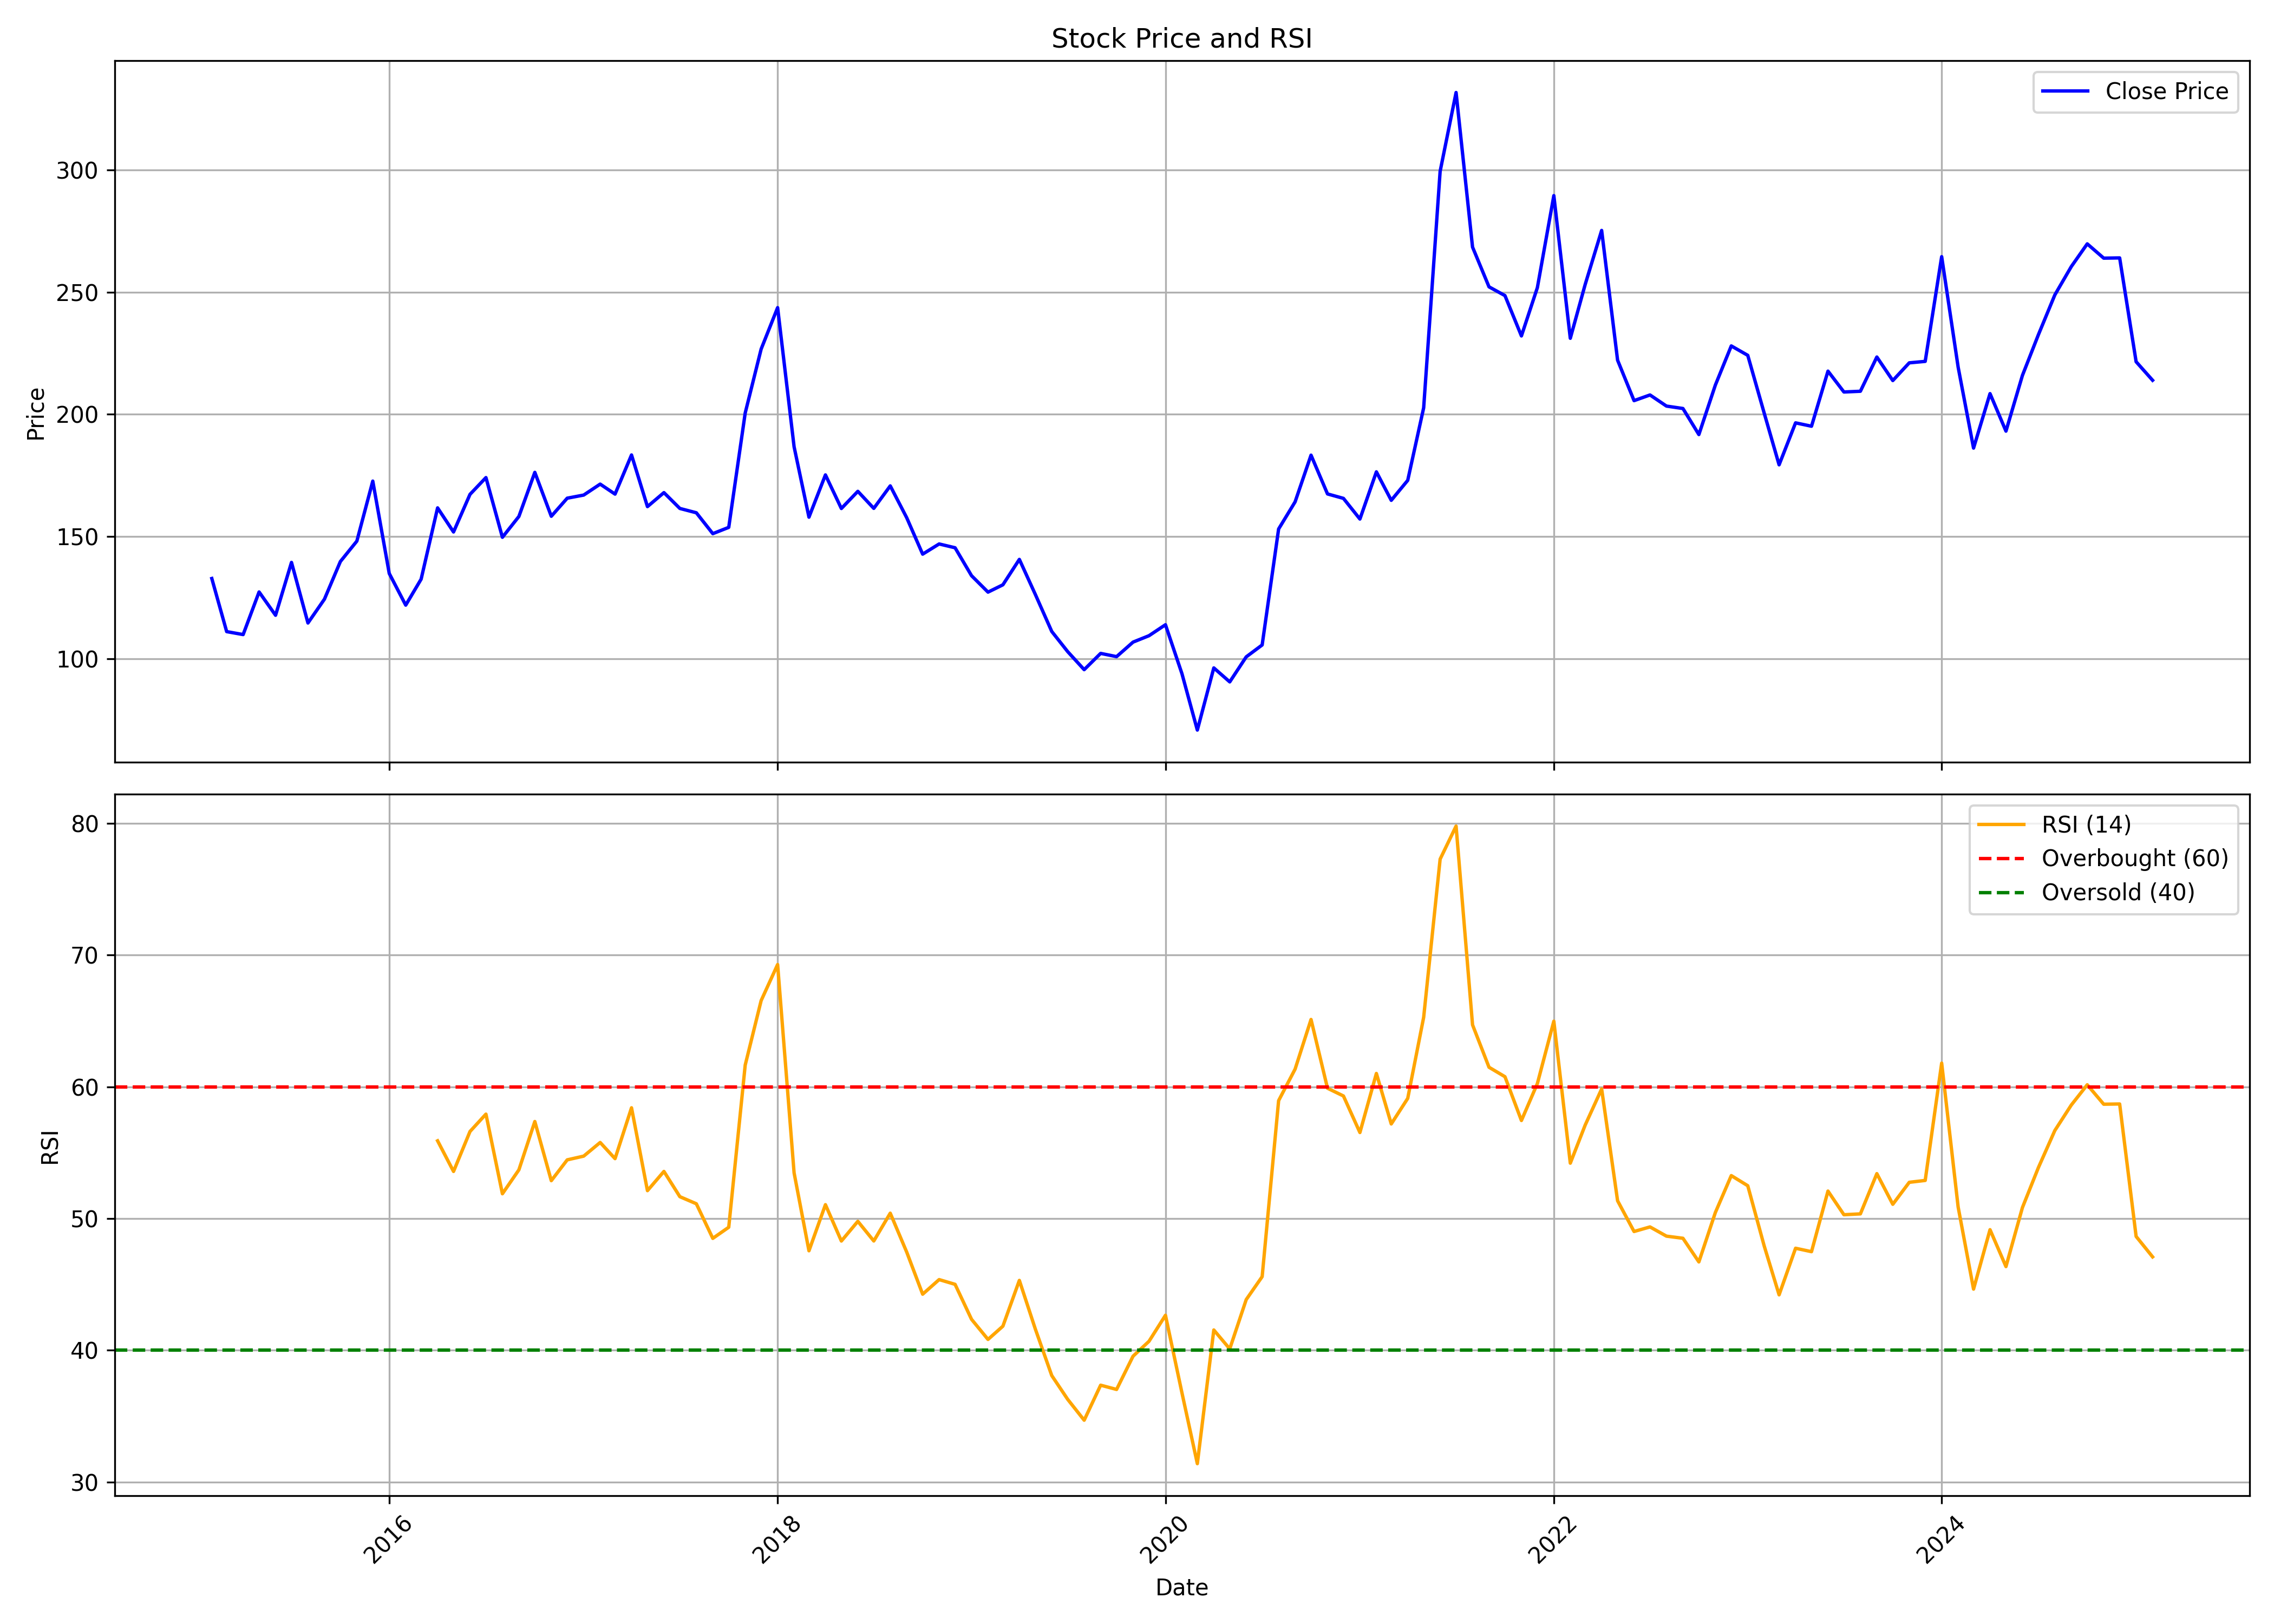 Stock Price and RSI
Close Price
Price
300
250
200
150
100
RSI (14)
Overbought (60)
Oversold (40)
RSI
80
70
60
50
40
30
2016
2018
2020
2022
2024
Date